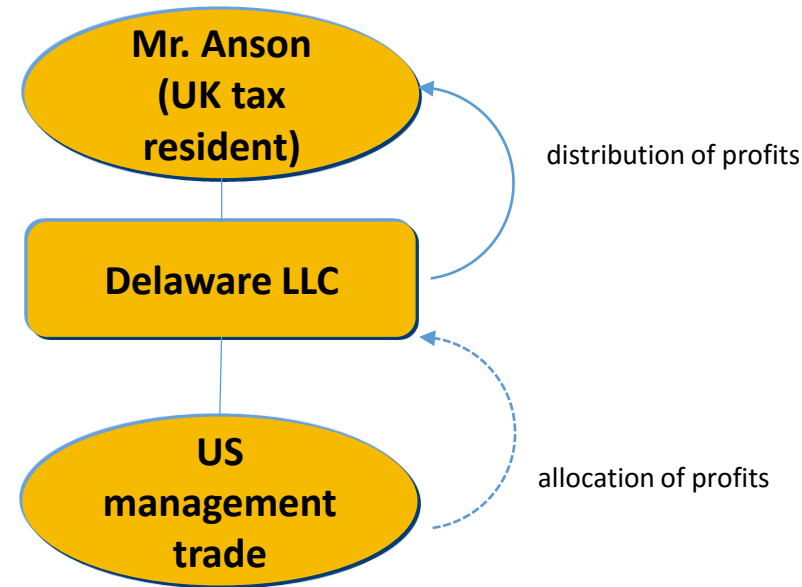 Mr. Anson
(UK tax
resident)
distribution of profits
Delaware LLC
US
management
trade
allocation of profits